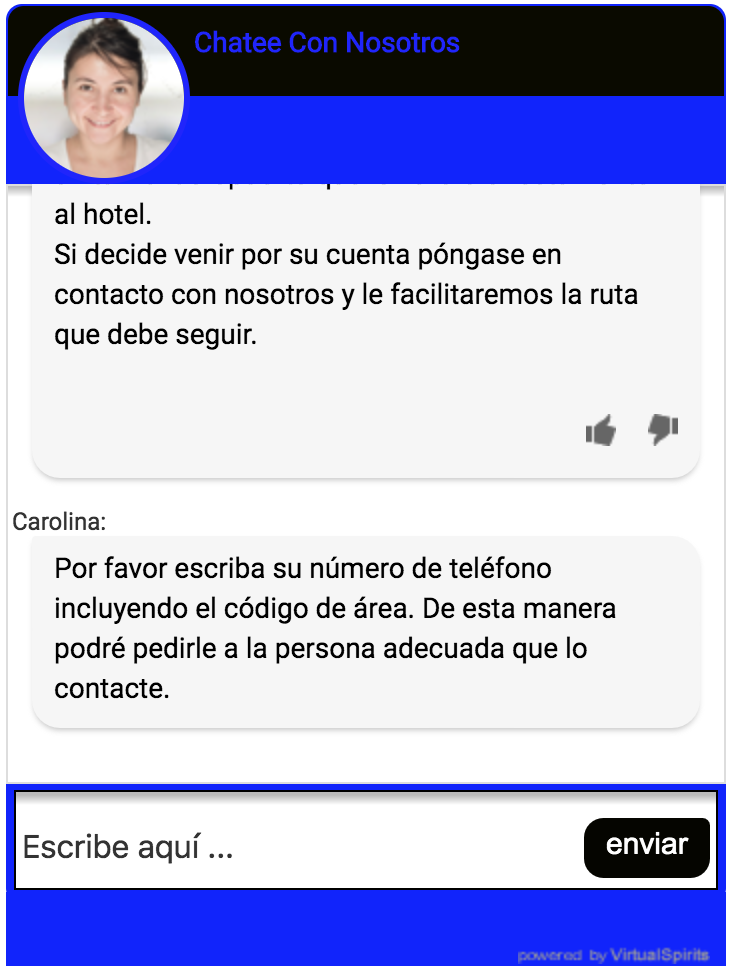 Chatee Con Nosotros
al hotel.
Si decide venir por su cuenta póngase en
contacto con nosotros y le facilitaremos la ruta
que debe seguir.
Carolina:
Por favor escriba su número de teléfono
incluyendo el código de área. De esta manera
podré pedirle a la persona adecuada que lo
contacte.
Escribe aquí ...
enviar
powered by VirtualSpirits